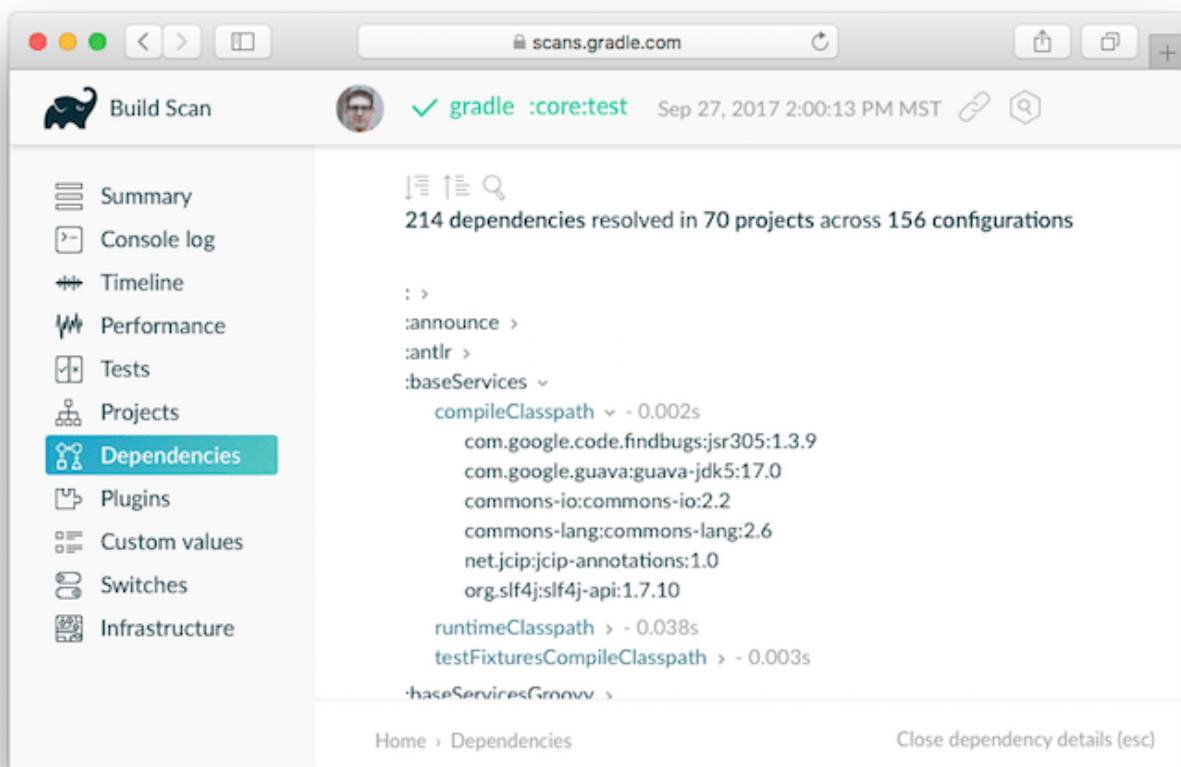 scans.gradle.com
Build Scan
gradle :core:test Sep 27, 2017 2:00:13 PM MST
Summary
Console log
Timeline
Performance
Tests
Projects
Dependencies
Plugins
Custom values
Switches
Infrastructure
214 dependencies resolved in 70 projects across 156 configurations
: >
:announce >
:antlr >
:baseServices
compileClasspath - 0.002s
com.google.code.findbugs:jsr305:1.3.9
com.google.guava:guava-jdk5:17.0
commons-io:commons-io:2.2
commons-lang:commons-lang:2.6
net.jcip:jcip-annotations:1.0
org.slf4j:slf4j-api:1.7.10
runtimeClasspath > - 0.038s
testFixturesCompileClasspath > - 0.003s
:baseServicesGroovy >
Home > Dependencies
Close dependency details (esc)